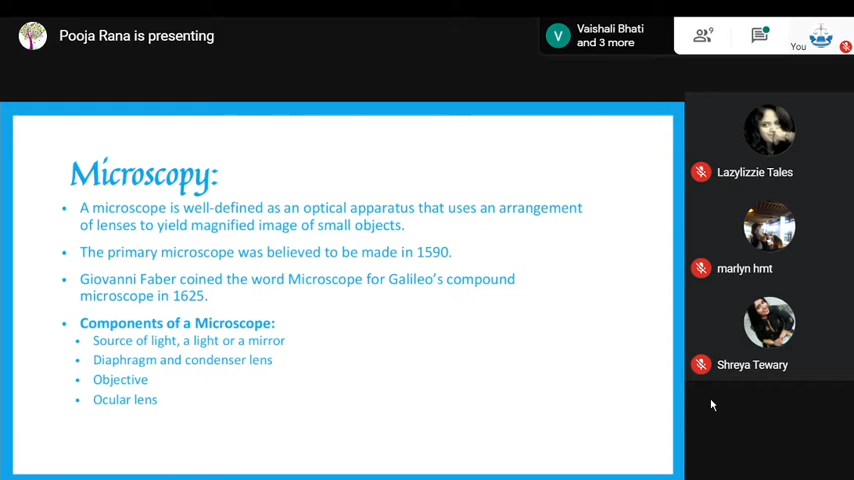 Pooja Rana is presenting
V
Vaishali Bhati
and 3 more
9
You
Microscopy:
• A microscope is well-defined as an optical apparatus that uses an arrangement
of lenses to yield magnified image of small objects.
• The primary microscope was believed to be made in 1590.
• Giovanni Faber coined the word Microscope for Galileo's compound
microscope in 1625.
• Components of a Microscope:
• Source of light, a light or a mirror
• Diaphragm and condenser lens
• Objective
• Ocular lens
Lazylizzie Tales
marlyn hmt
Shreya Tewary